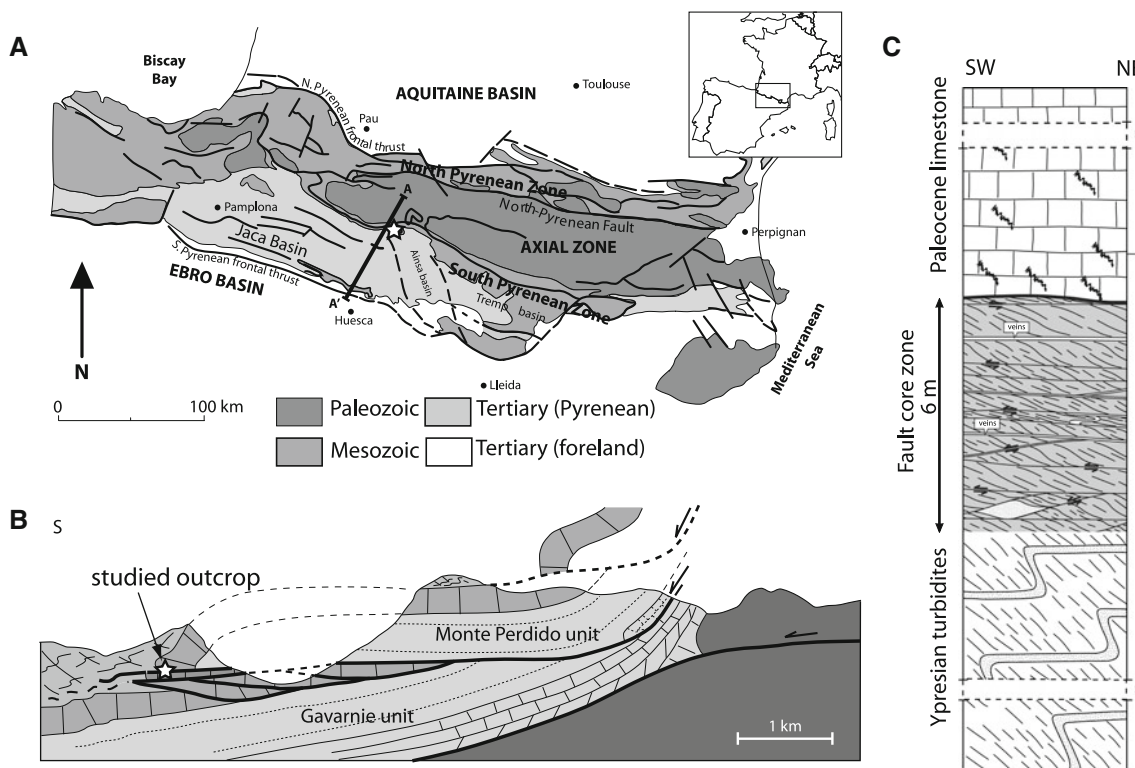 A
Biscay
Bay
N. Pyrenean frontal thrust
AQUITAINE BASIN
Toulouse
Pau
North Pyrenean Zone
A
North-Pyrenean Fault
Pamplona
AXIAL ZONE
Perpignan
Jaca Basin
Ainsa basin
South Pyrenean Zone
S. Pyrenean frontal thrust
EBRO BASIN
Tremp basin
A'
Huesca
Mediterranean
Sea
N
Lleida
0 100 km
Paleozoic
Tertiary (Pyrenean)
Mesozoic
Tertiary (foreland)
B
S
studied outcrop
Monte Perdido unit
Gavarnie unit
1 km
C
SW
Paleocene limestone
veins
Fault core zone
6 m
veins
Ypresian turbidites